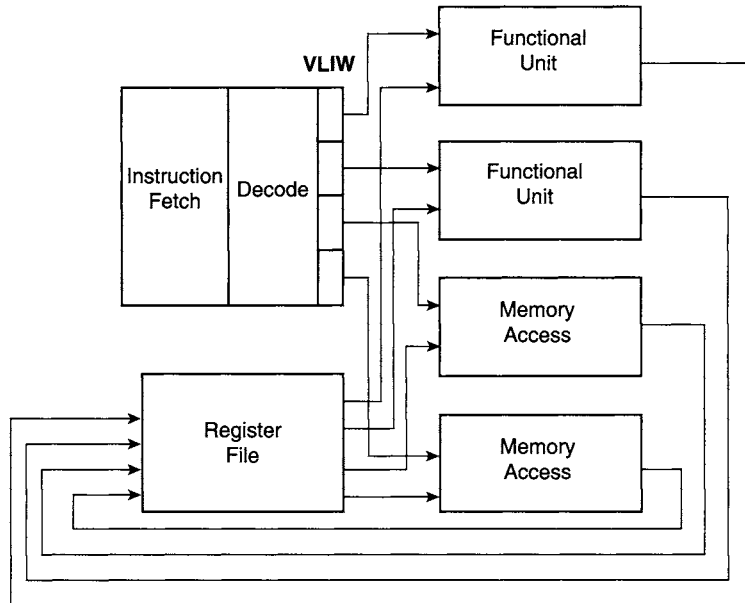 VLIW
Instruction
Fetch
Decode
Functional
Unit
Functional
Unit
Memory
Access
Memory
Access
Register
File